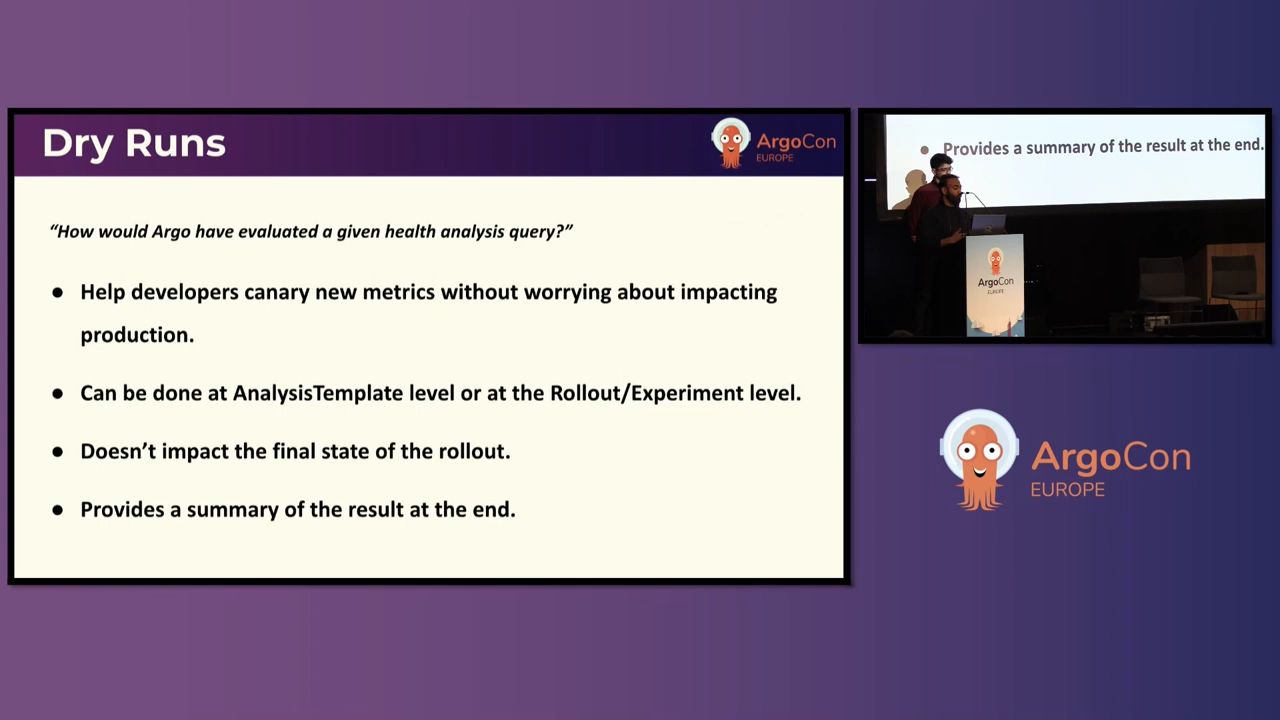 Dry Runs
ArgoCon
EUROPE
“How would Argo have evaluated a given health analysis query?”
● Help developers canary new metrics without worrying about impacting
production.
● Can be done at AnalysisTemplate level or at the Rollout/Experiment level.
● Doesn’t impact the final state of the rollout.
● Provides a summary of the result at the end.
● Provides a summary of the result at the end.
ArgoCon
EUROPE
ArgoCon
EUROPE